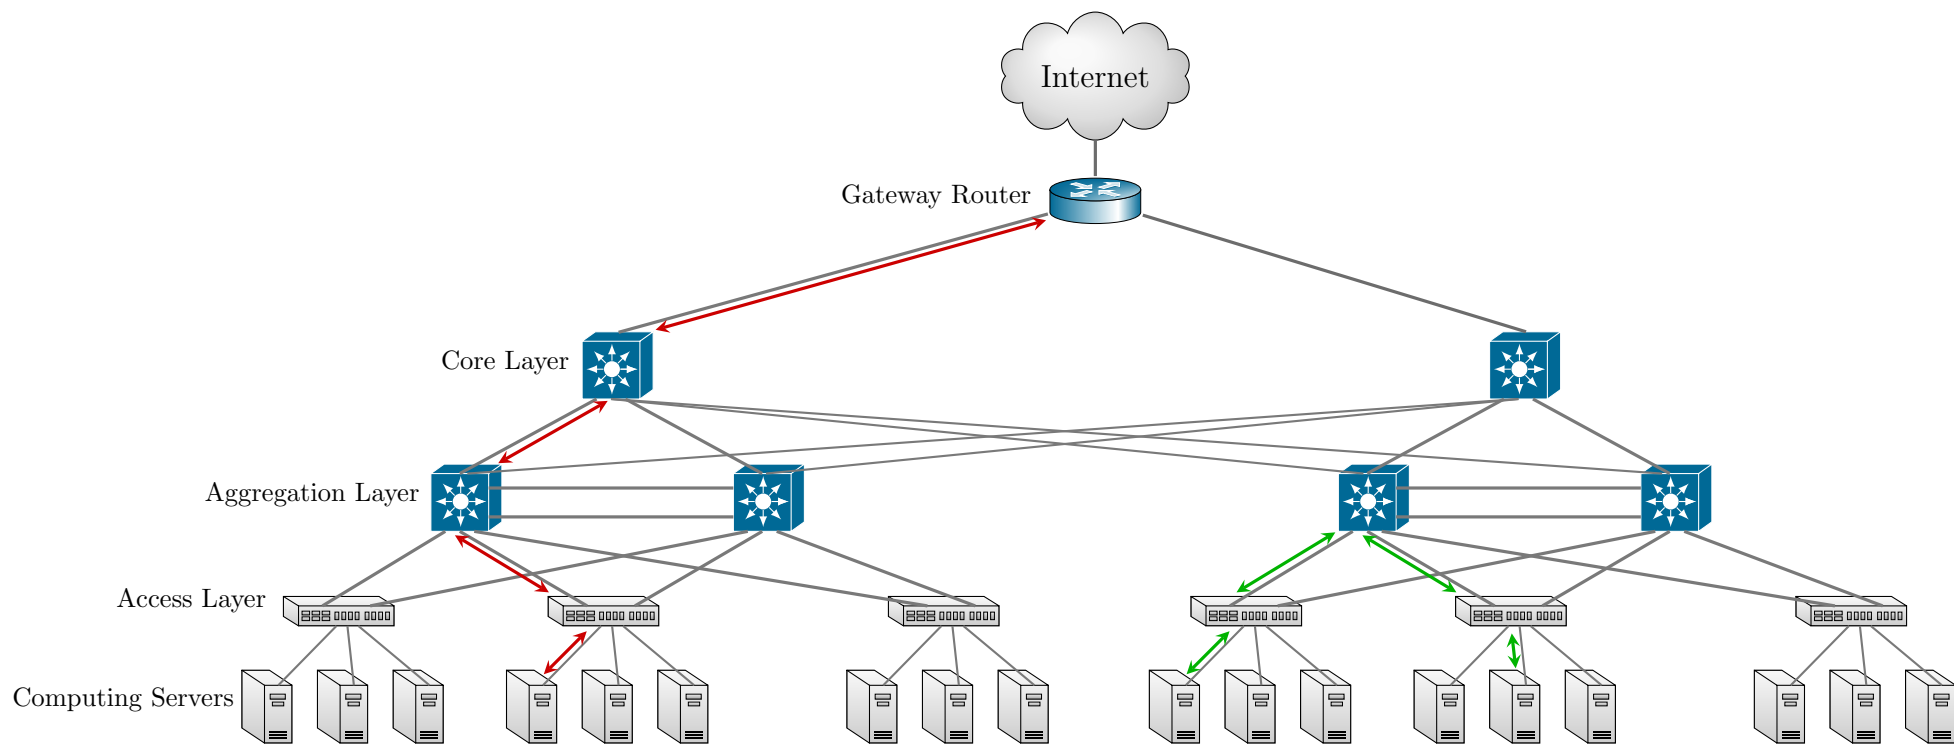 Internet
Gateway Router
Core Layer
Aggregation Layer
Access Layer
Computing Servers